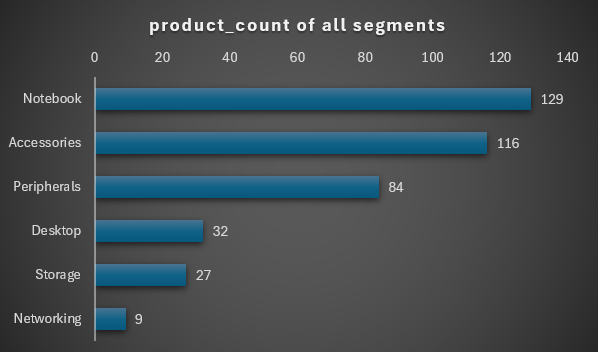 product_count of all segments
0 20 40 60 80 100 120 140
Notebook 129
Accessories 116
Peripherals 84
Desktop 32
Storage 27
Networking 9